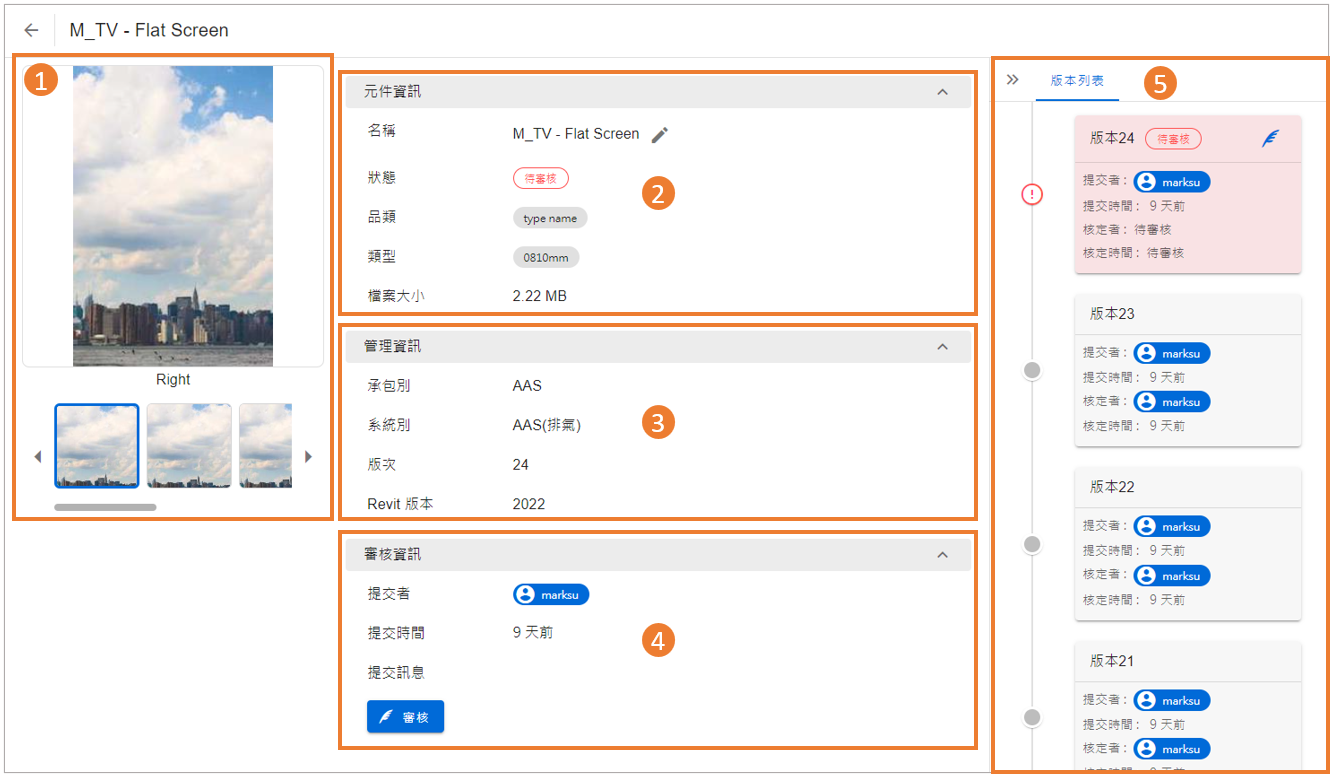 M_TV - Flat Screen
1
Right
元件資訊
名稱 M_TV - Flat Screen
狀態 待審核
2
品類 type name
類型 0810mm
檔案大小 2.22 MB
管理資訊
承包別 AAS
系統別 AAS(排氣)
3
版次 24
Revit 版本 2022
審核資訊
提交者 marksu
提交時間 9 天前
4
提交訊息
審核
版本列表
5
版本24 待審核
提交者： marksu
提交時間： 9 天前
核定者： 待審核
核定時間： 待審核
版本23
提交者： marksu
提交時間： 9 天前
核定者： marksu
核定時間： 9 天前
版本22
提交者： marksu
提交時間： 9 天前
核定者： marksu
核定時間： 9 天前
版本21
提交者： marksu
提交時間： 9 天前
核定者： marksu